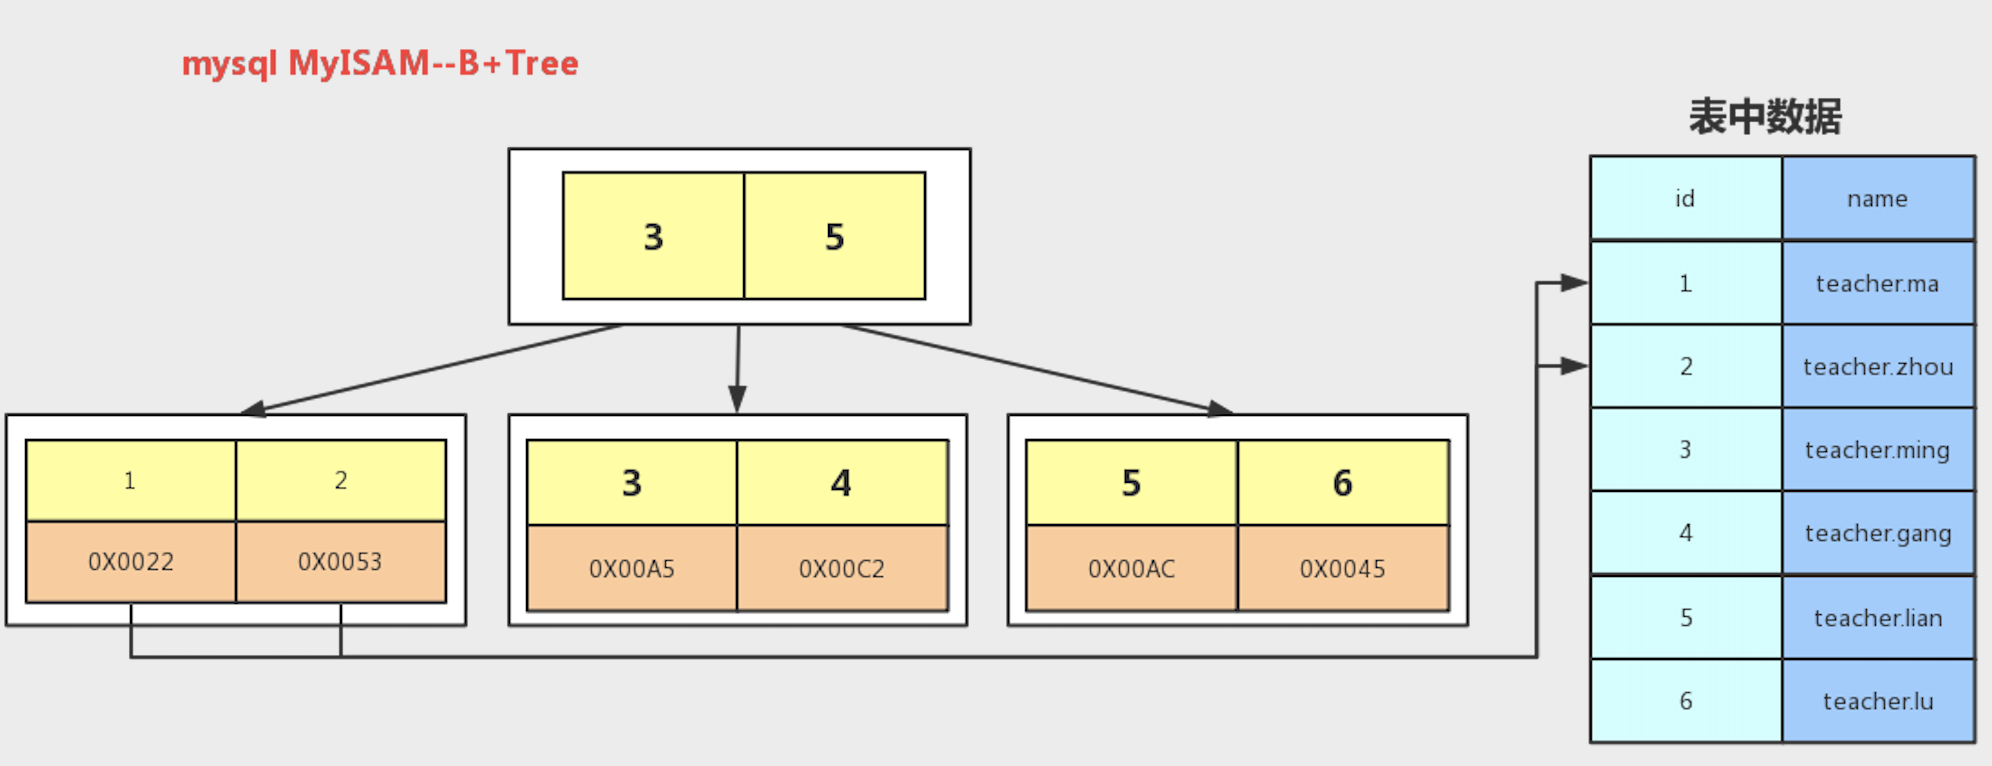 mysql MyISAM--B+Tree
表中数据
3 5
1 2
0X0022 0X0053
3 4
0X00A5 0X00C2
5 6
0X00AC 0X0045
id name
1 teacher.ma
2 teacher.zhou
3 teacher.ming
4 teacher.gang
5 teacher.lian
6 teacher.lu